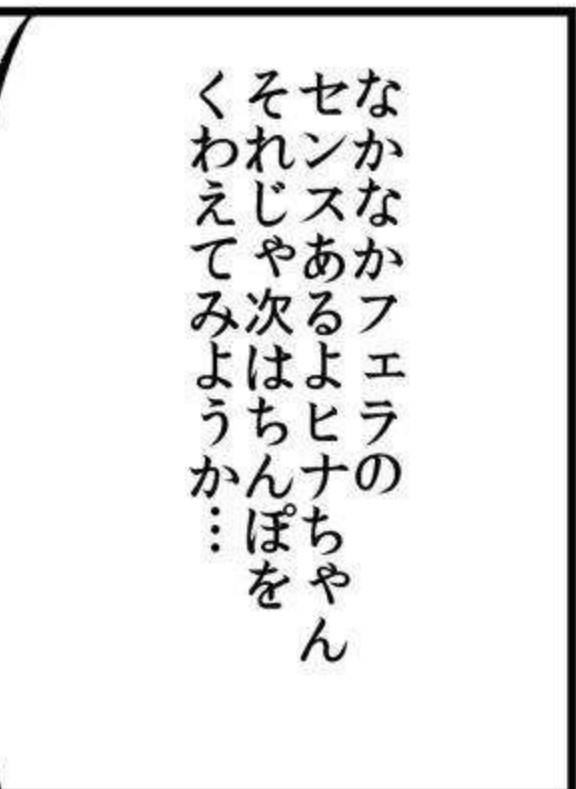 なかなかフェラの
センスあるよヒナちゃん
それじゃ次はちんぽを
くわえてみようか…